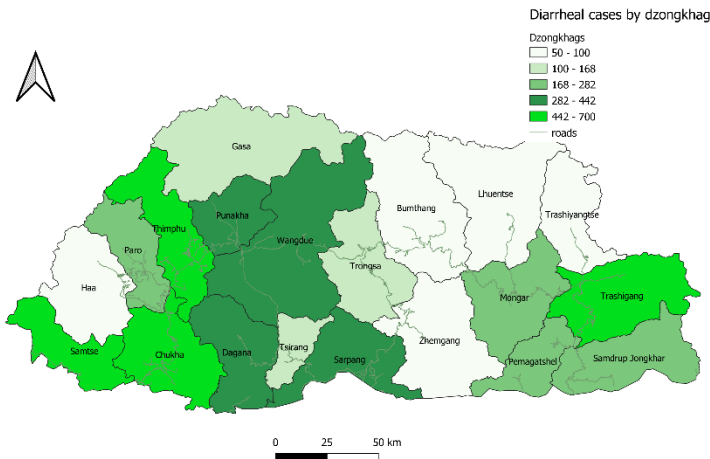 Diarrheal cases by dzongkhag
Dzongkhags
50 - 100
100 - 168
168 - 282
282 - 442
442 - 700
roads
Gasa
Punakha
Thimphu
Wangdue
Bumthang
Lhuentse
Trashiyangtse
Paro
Haa
Trongsa
Mongar
Trashigang
Samtse
Chukha
Dagana
Tsirang
Sarpang
Zhemgang
Pemagatshel
Samdrup Jongkhar
0 25 50 km